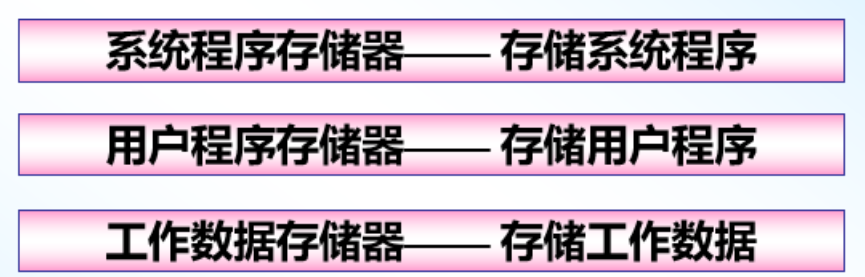 系统程序存储器—— 存储系统程序
用户程序存储器—— 存储用户程序
工作数据存储器—— 存储工作数据